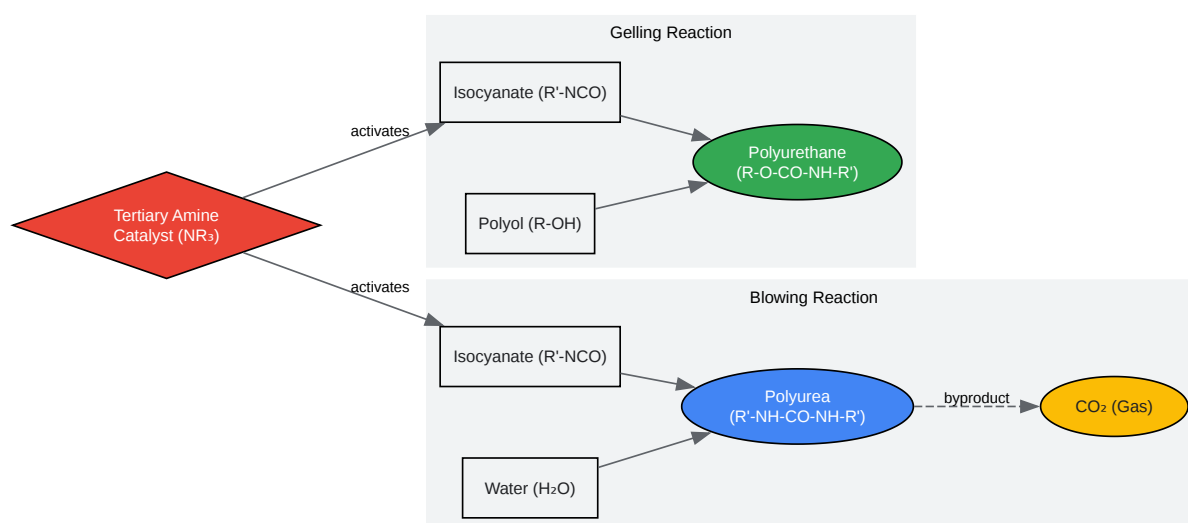 Gelling Reaction
Isocyanate (R'-NCO)
activates
Polyurethane
(R-O-CO-NH-R')
Polyol (R-OH)
Tertiary Amine
Catalyst (NR₃)
activates
Blowing Reaction
Isocyanate (R'-NCO)
Polyurea
(R'-NH-CO-NH-R')
byproduct
CO₂ (Gas)
Water (H₂O)